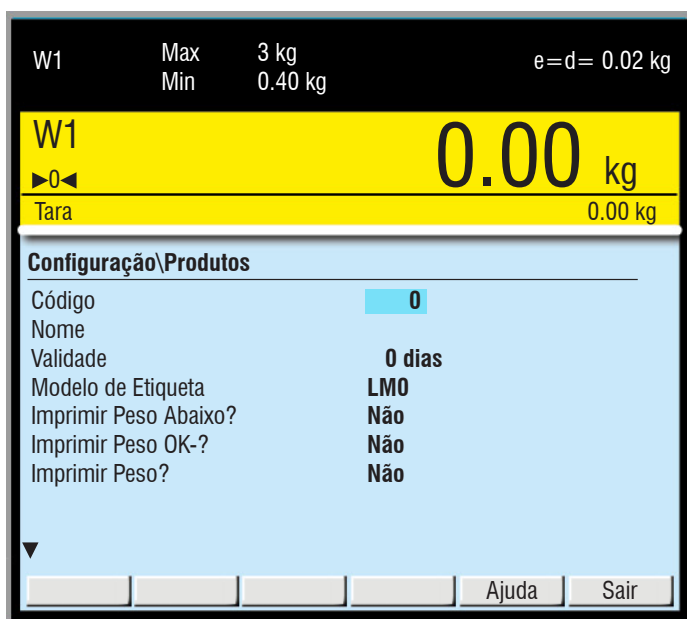 W1 Max 3 kg e=d= 0.02 kg
Min 0.40 kg
W1 0.00 kg
►0◄
Tara 0.00 kg
Configuração\Produtos
Código 0
Nome
Validade 0 dias
Modelo de Etiqueta LM0
Imprimir Peso Abaixo? Não
Imprimir Peso OK-? Não
Imprimir Peso? Não
▼
Ajuda Sair